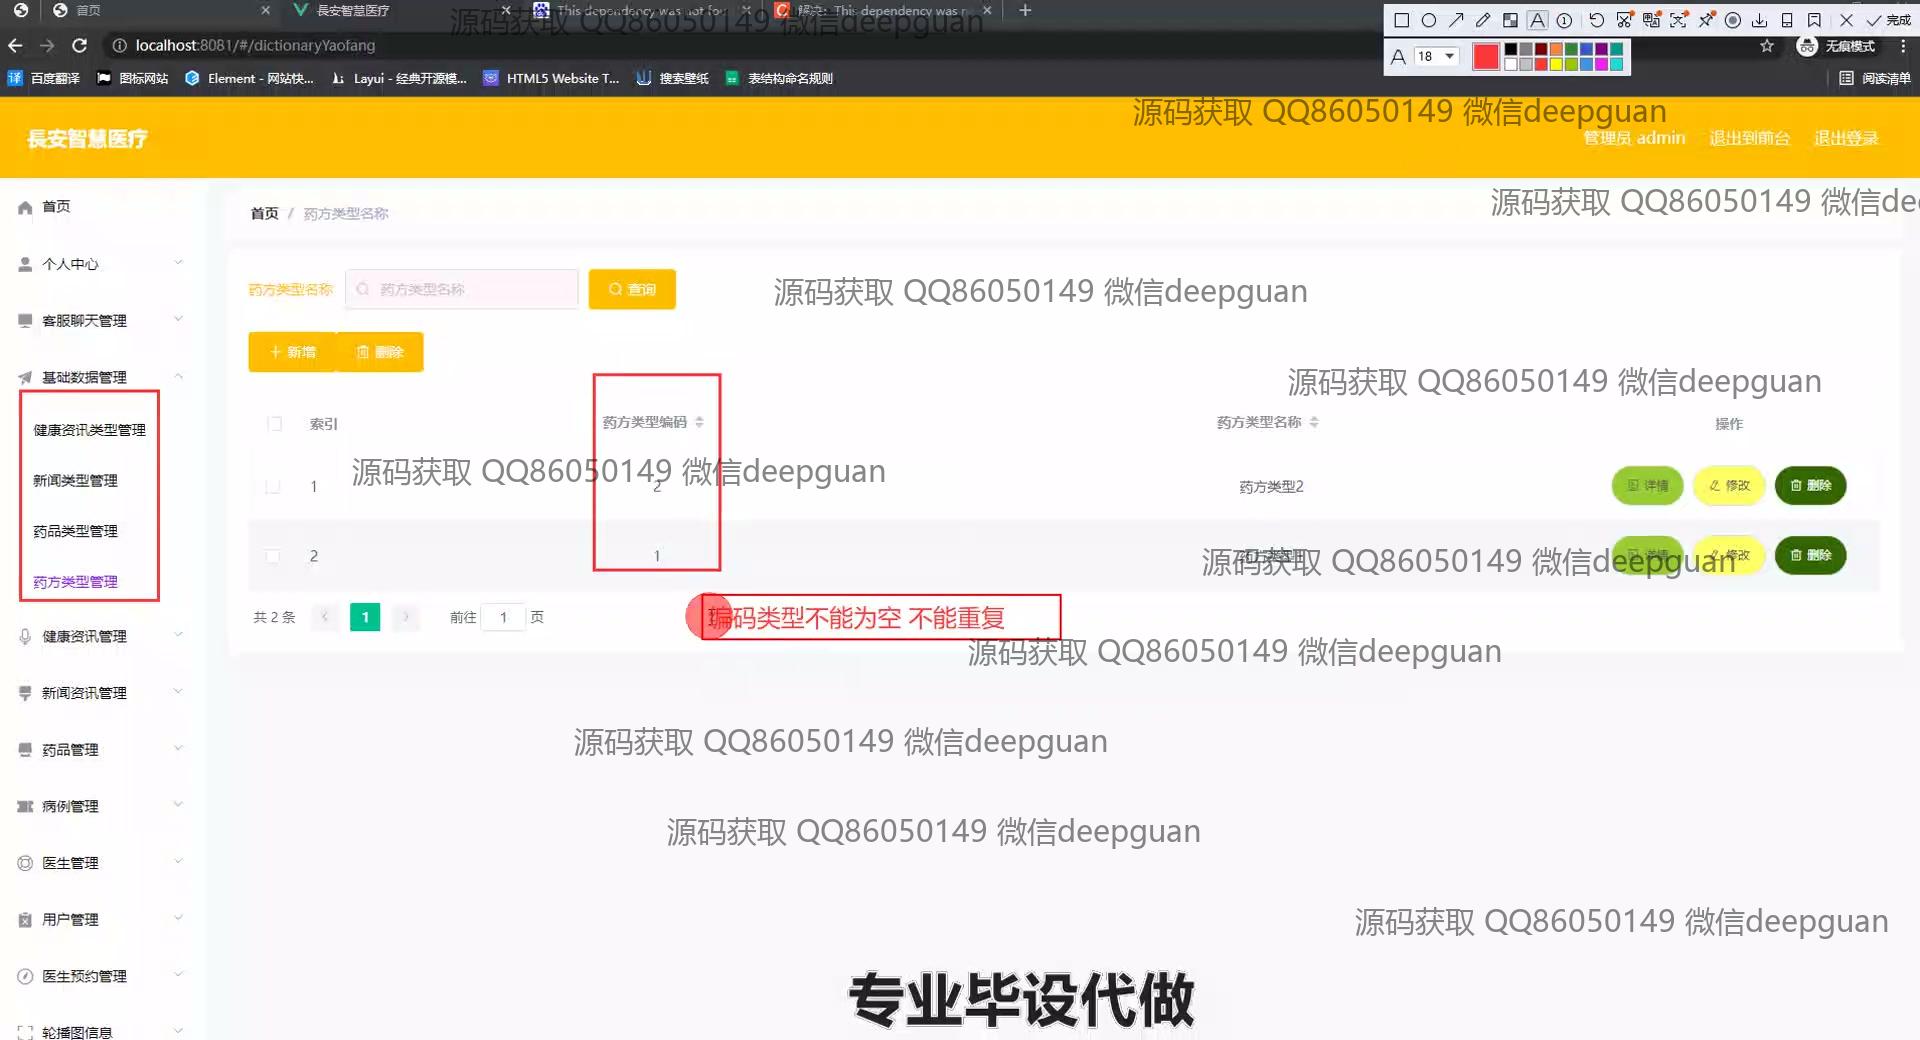 首页
長安智慧医疗
This dependency was not fou
解决: This dependency was n
源码获取 QQ86050149 微信deepguan
完成
localhost:8081/#/dictionaryYaofang
A 18
无痕模式
百度翻译 图标网站 Element - 网站快... Layui - 经典开源模... HTML5 Website T... 搜索壁纸 表结构命名规则
阅读清单
源码获取 QQ86050149 微信deepguan
長安智慧医疗
管理员 admin 退出到前台 退出登录
源码获取 QQ86050149 微信dee
首页
个人中心
客服聊天管理
基础数据管理
健康资讯类型管理
新闻类型管理
药品类型管理
药方类型管理
健康资讯管理
新闻资讯管理
药品管理
病例管理
医生管理
用户管理
医生预约管理
轮播图信息
首页 / 药方类型名称
药方类型名称 药方类型名称 查询
源码获取 QQ86050149 微信deepguan
新增 删除
源码获取 QQ86050149 微信deepguan
索引 药方类型编码 药方类型名称 操作
源码获取 QQ86050149 微信deepguan
1 2 药方类型2 详情 修改 删除
2 1 详情 修改 删除
源码获取 QQ86050149 微信deepguan
共 2 条 1 前往 1 页
编码类型不能为空 不能重复
源码获取 QQ86050149 微信deepguan
源码获取 QQ86050149 微信deepguan
源码获取 QQ86050149 微信deepguan
源码获取 QQ86050149 微信deepguan
专业毕设代做